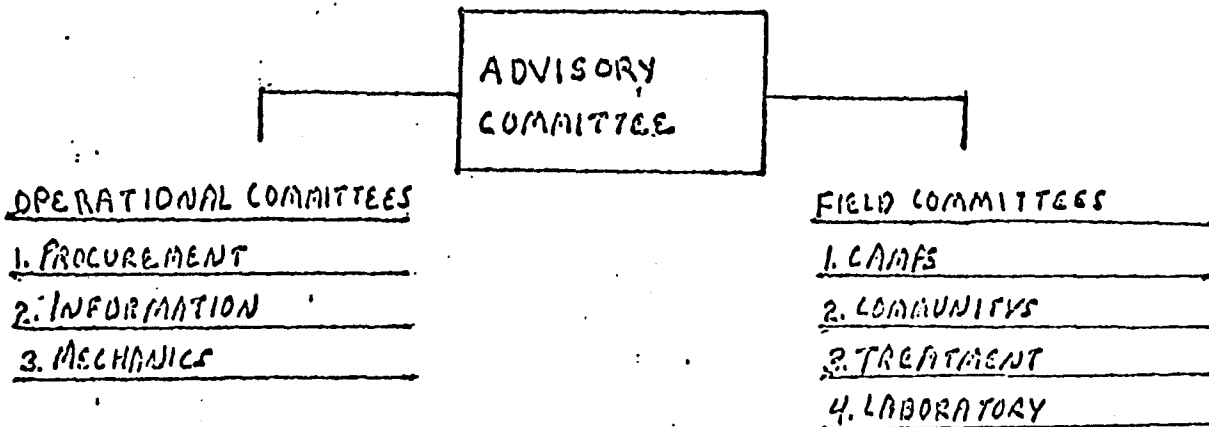 ADVISORY
COMMITTEE
OPERATIONAL COMMITTEES
1. PROCUREMENT
2. INFORMATION
3. MECHANICS
FIELD COMMITTEES
1. CAMPS
2. COMMUNITYS
3. TREATMENT
4. LABORATORY